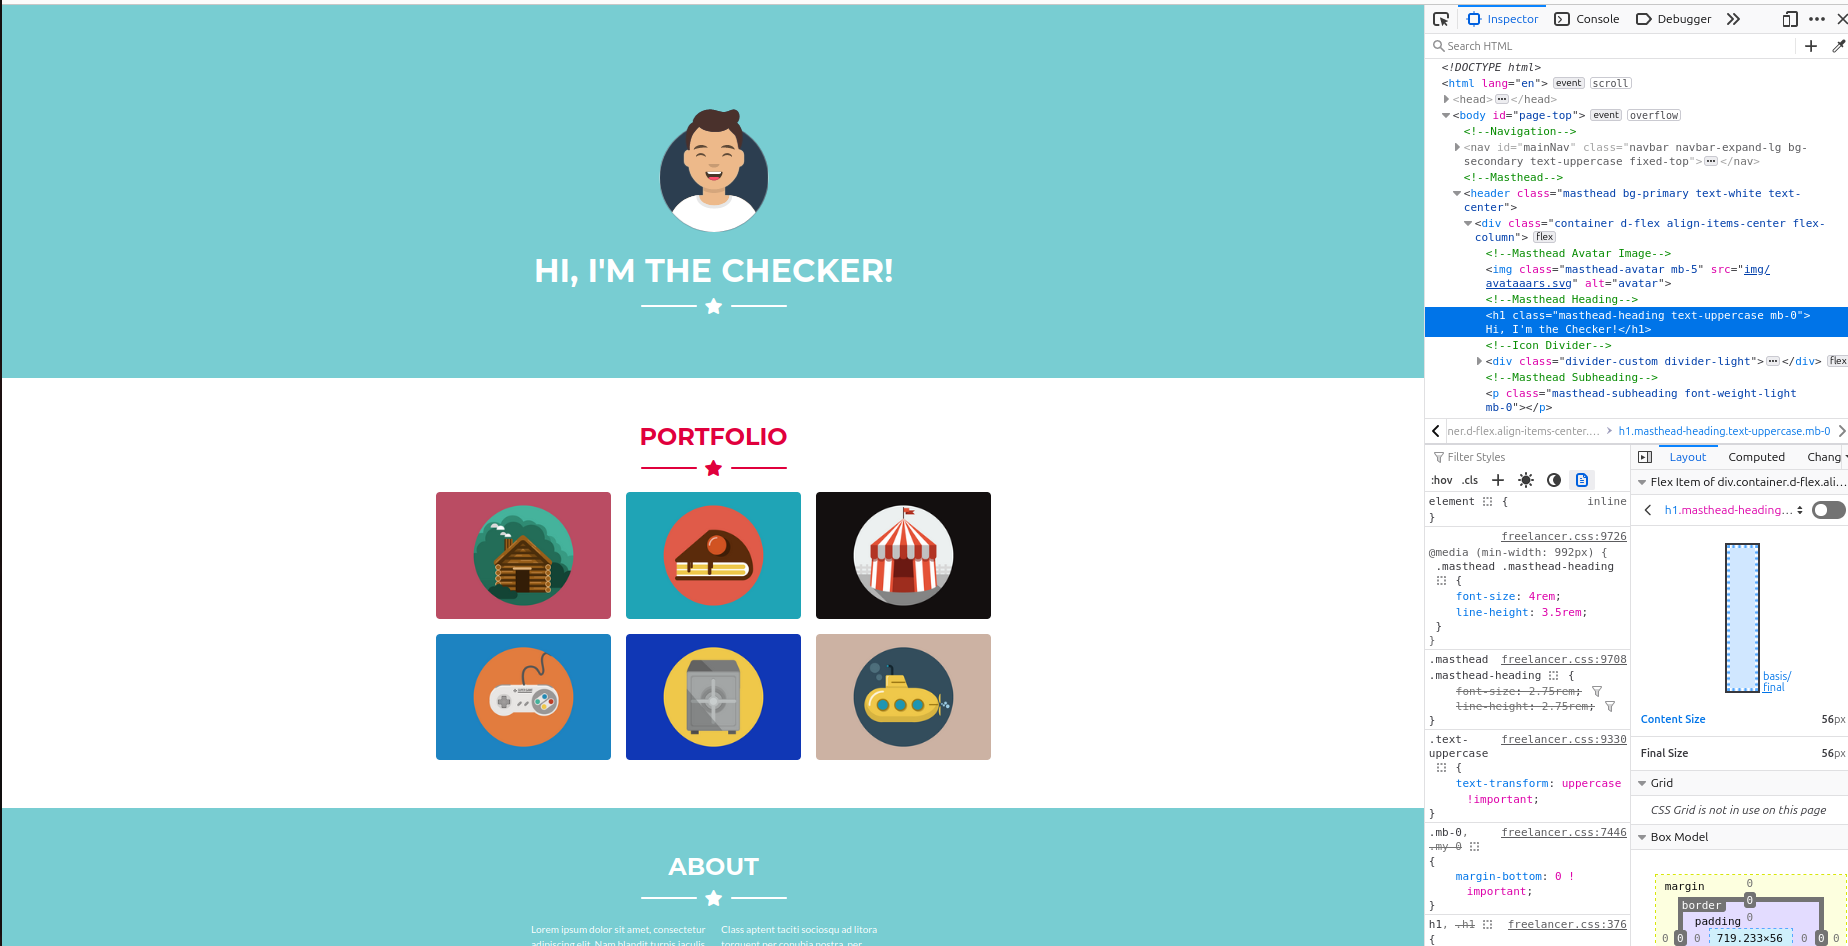 HI, I'M THE CHECKER!
PORTFOLIO
ABOUT
Lorem ipsum dolor sit amet, consectetur
adipiscing elit. Nam blandit turpis iaculis
Class aptent taciti sociosqu ad litora
torquent per conubia nostra, per
Inspector Console Debugger
Search HTML
<!DOCTYPE html>
<html lang="en"> event scroll
<head> ••• </head>
<body id="page-top"> event overflow
<!--Navigation-->
<nav id="mainNav" class="navbar navbar-expand-lg bg-
secondary text-uppercase fixed-top"> ••• </nav>
<!--Masthead-->
<header class="masthead bg-primary text-white text-
center">
<div class="container d-flex align-items-center flex-
column"> flex
<!--Masthead Avatar Image-->
<img class="masthead-avatar mb-5" src="img/
avataaars.svg" alt="avatar">
<!--Masthead Heading-->
<h1 class="masthead-heading text-uppercase mb-0">
Hi, I'm the Checker!</h1>
<!--Icon Divider-->
<div class="divider-custom divider-light"> ••• </div> flex
<!--Masthead Subheading-->
<p class="masthead-subheading font-weight-light
mb-0"></p>
ner.d-flex.align-items-center.... h1.masthead-heading.text-uppercase.mb-0
Filter Styles
:hov .cls +
element { inline
}
freelancer.css:9726
@media (min-width: 992px) {
.masthead .masthead-heading
{
font-size: 4rem;
line-height: 3.5rem;
}
}
.masthead freelancer.css:9708
.masthead-heading {
font-size: 2.75rem;
line-height: 2.75rem;
}
.text- freelancer.css:9330
uppercase
{
text-transform: uppercase
!important;
}
.mb-0, freelancer.css:7446
.my-0
{
margin-bottom: 0 !
important;
}
h1, .h1 freelancer.css:376
{
Layout Computed Chang
Flex Item of div.container.d-flex.ali...
h1.masthead-heading...
basis/
final
Content Size 56px
Final Size 56px
Grid
CSS Grid is not in use on this page
Box Model
margin 0
border 0
padding 0
0 0 0 719.233×56 0 0 0